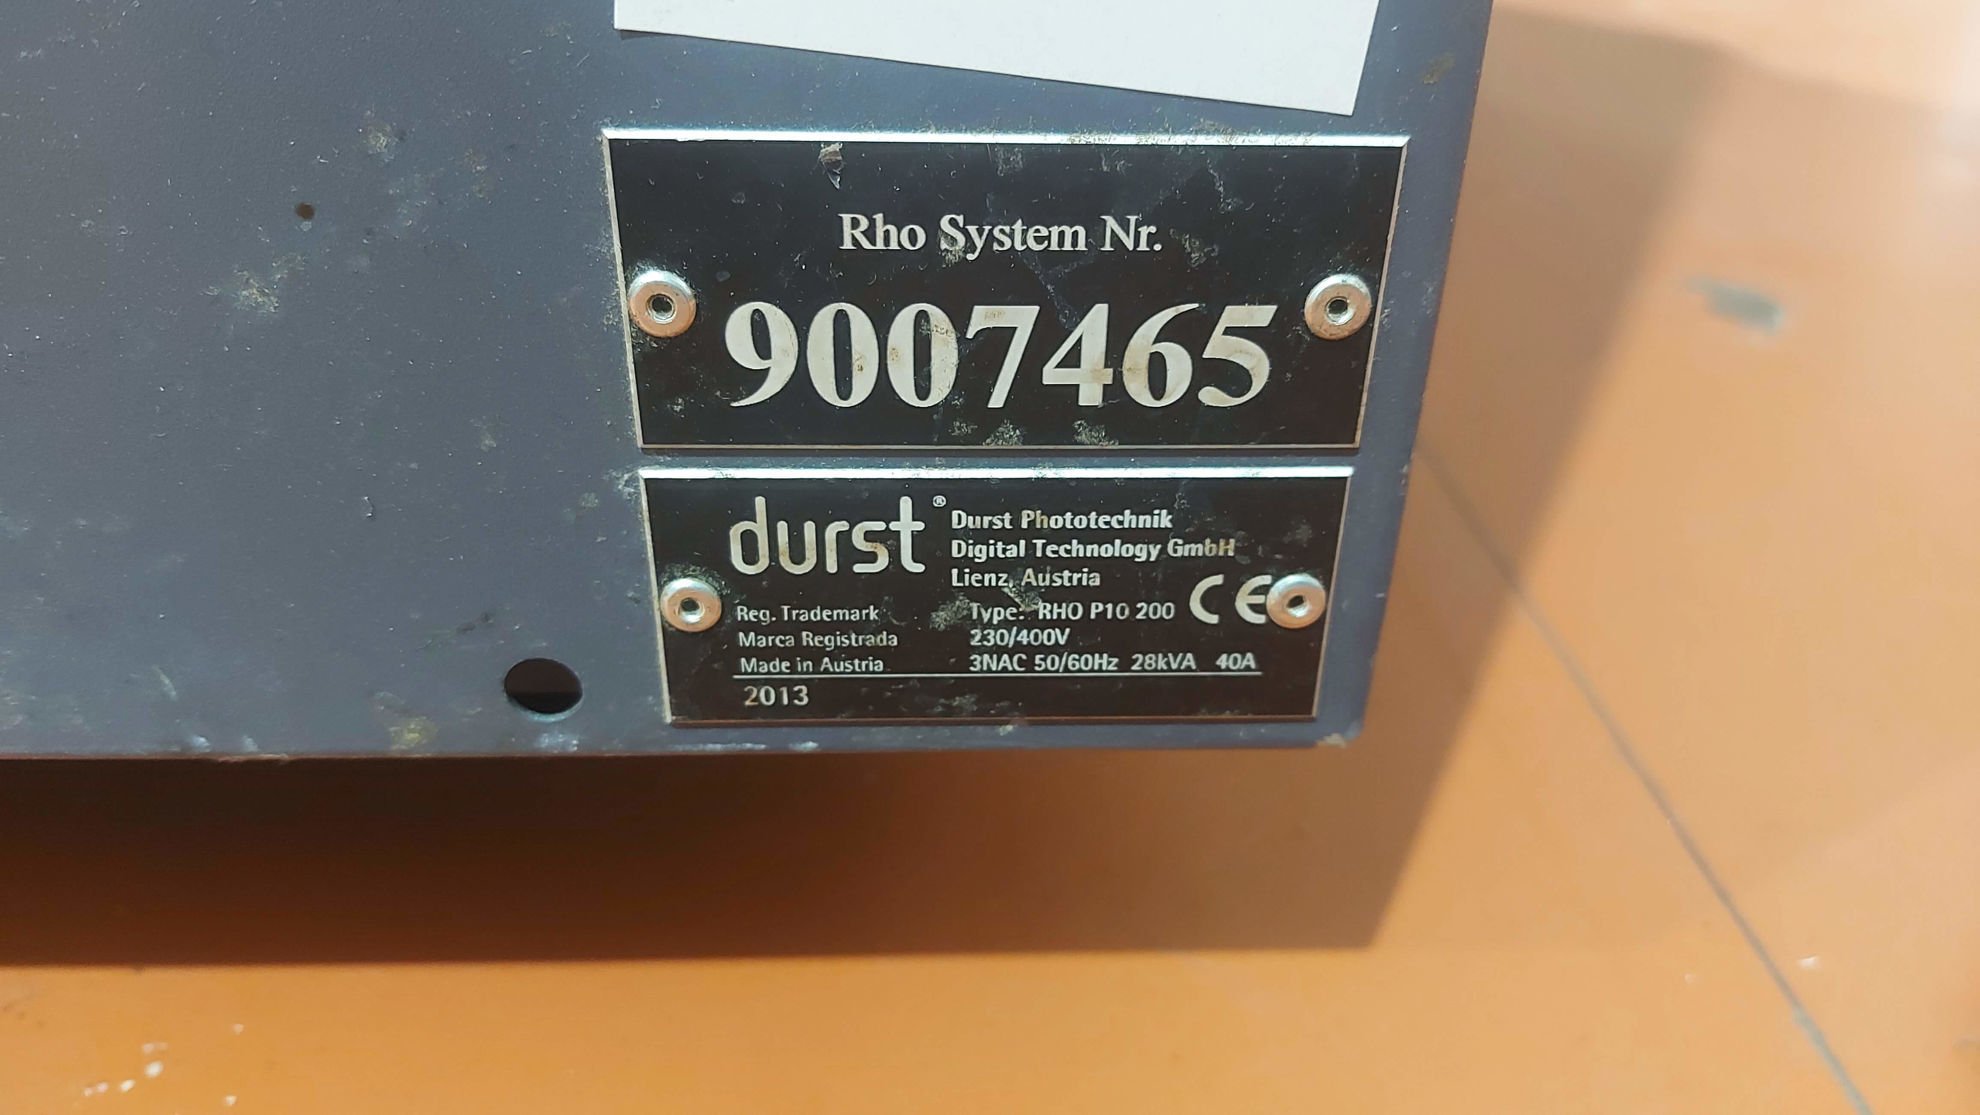 Rho System Nr.
9007465
durst®
Durst Phototechnik
Digital Technology GmbH
Lienz, Austria
Reg. Trademark
Marca Registrada
Made in Austria
Type: RHO P10 200 CE
230/400V
3NAC 50/60Hz 28kVA 40A
2013